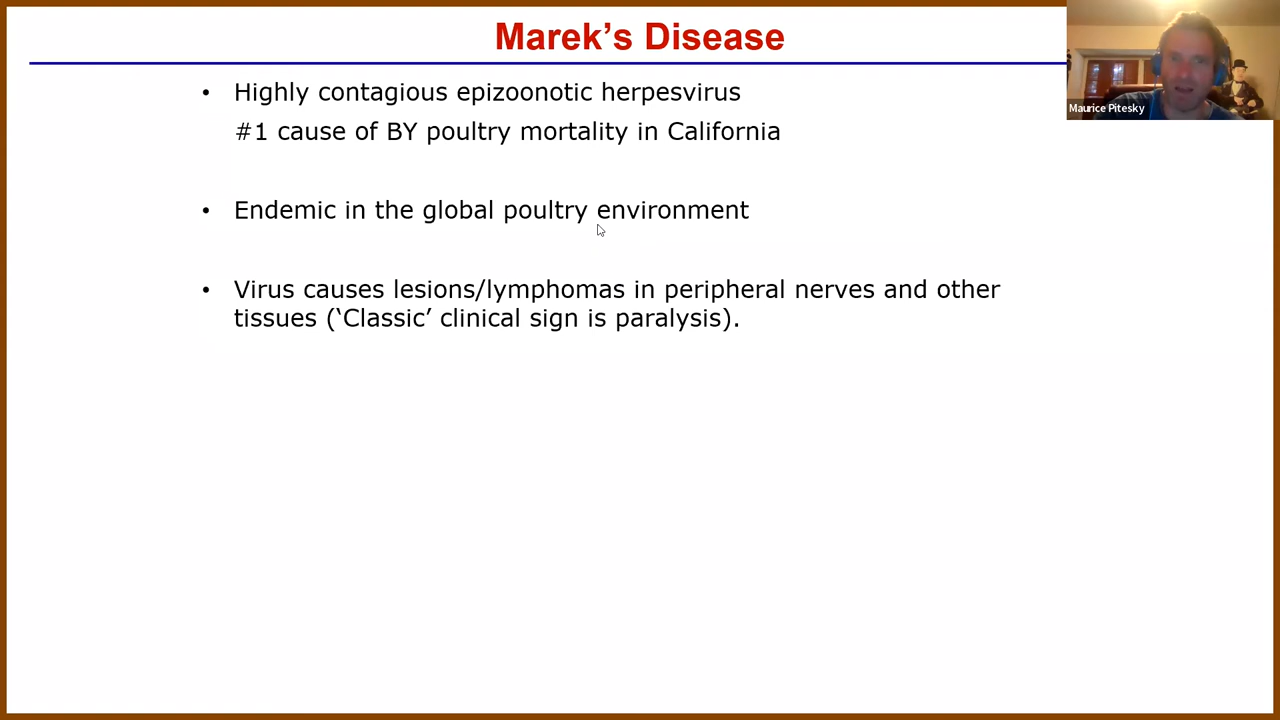 Marek’s Disease
Maurice Pitesky
• Highly contagious epizoonotic herpesvirus
#1 cause of BY poultry mortality in California
• Endemic in the global poultry environment
• Virus causes lesions/lymphomas in peripheral nerves and other
tissues (‘Classic’ clinical sign is paralysis).